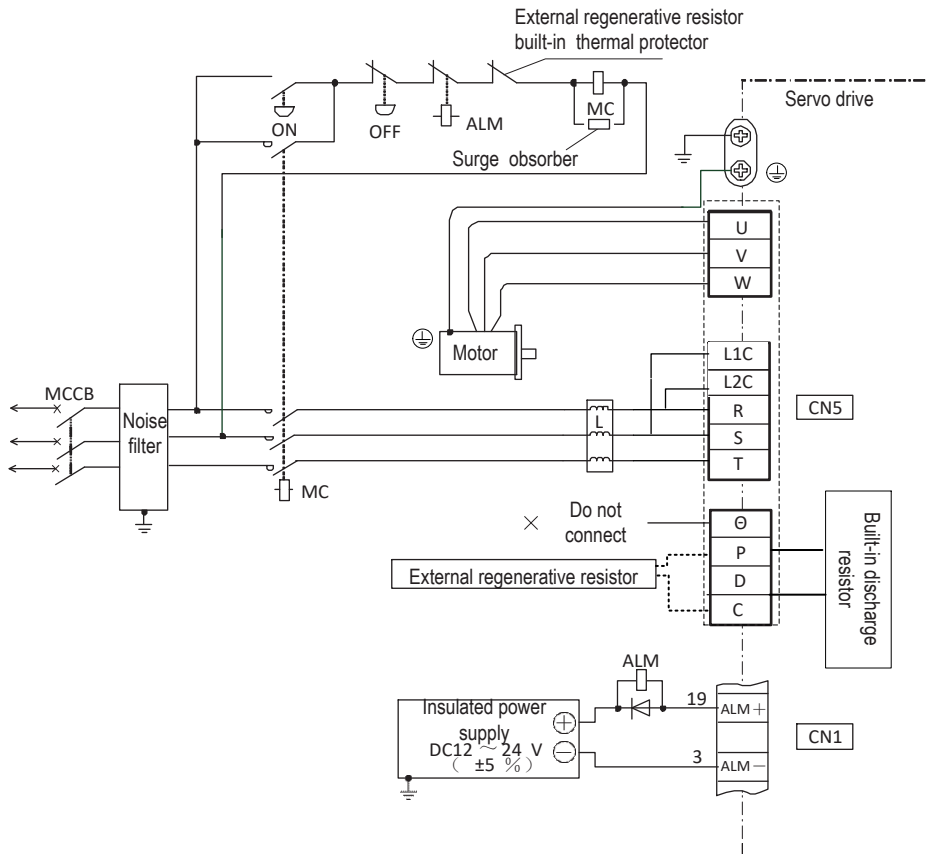 External regenerative resistor
built-in thermal protector
Servo drive
ON
OFF
ALM
MC
Surge obsorber
U
V
W
Motor
L1C
L2C
R
S
T
CN5
MCCB
Noise
filter
L
MC
Do not
connect
Θ
P
D
C
External regenerative resistor
Built-in discharge
resistor
ALM
Insulated power
supply
DC12 ~ 24 V
( ±5 % )
19
ALM+
3
ALM-
CN1